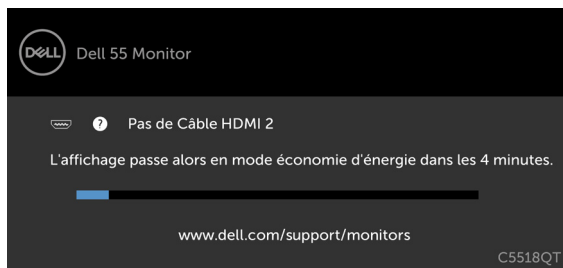 DELL
Dell 55 Monitor
? Pas de Câble HDMI 2
L'affichage passe alors en mode économie d'énergie dans les 4 minutes.
www.dell.com/support/monitors
C5518QT